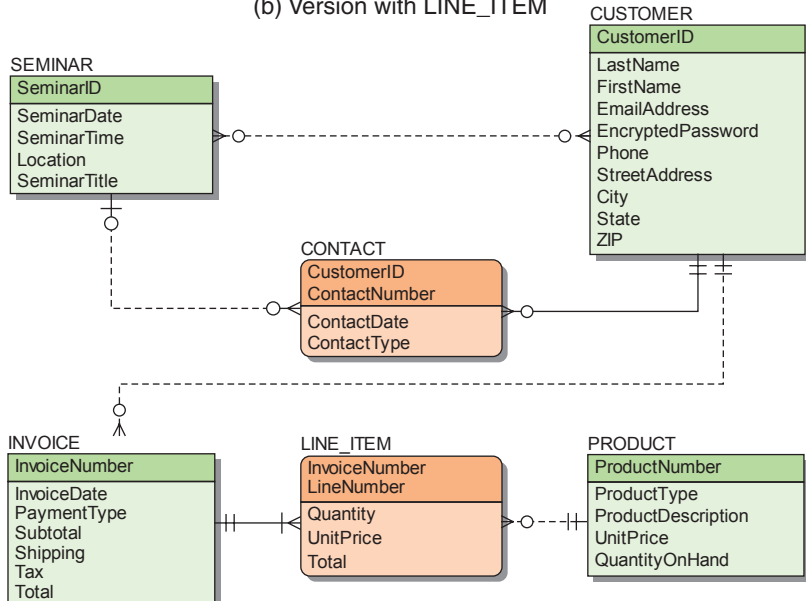 (b) Version with LINE_ITEM
CUSTOMER
CustomerID
LastName
FirstName
EmailAddress
EncryptedPassword
Phone
StreetAddress
City
State
ZIP
SEMINAR
SeminarID
SeminarDate
SeminarTime
Location
SeminarTitle
CONTACT
CustomerID
ContactNumber
ContactDate
ContactType
INVOICE
InvoiceNumber
InvoiceDate
PaymentType
Subtotal
Shipping
Tax
Total
LINE_ITEM
InvoiceNumber
LineNumber
Quantity
UnitPrice
Total
PRODUCT
ProductNumber
ProductType
ProductDescription
UnitPrice
QuantityOnHand